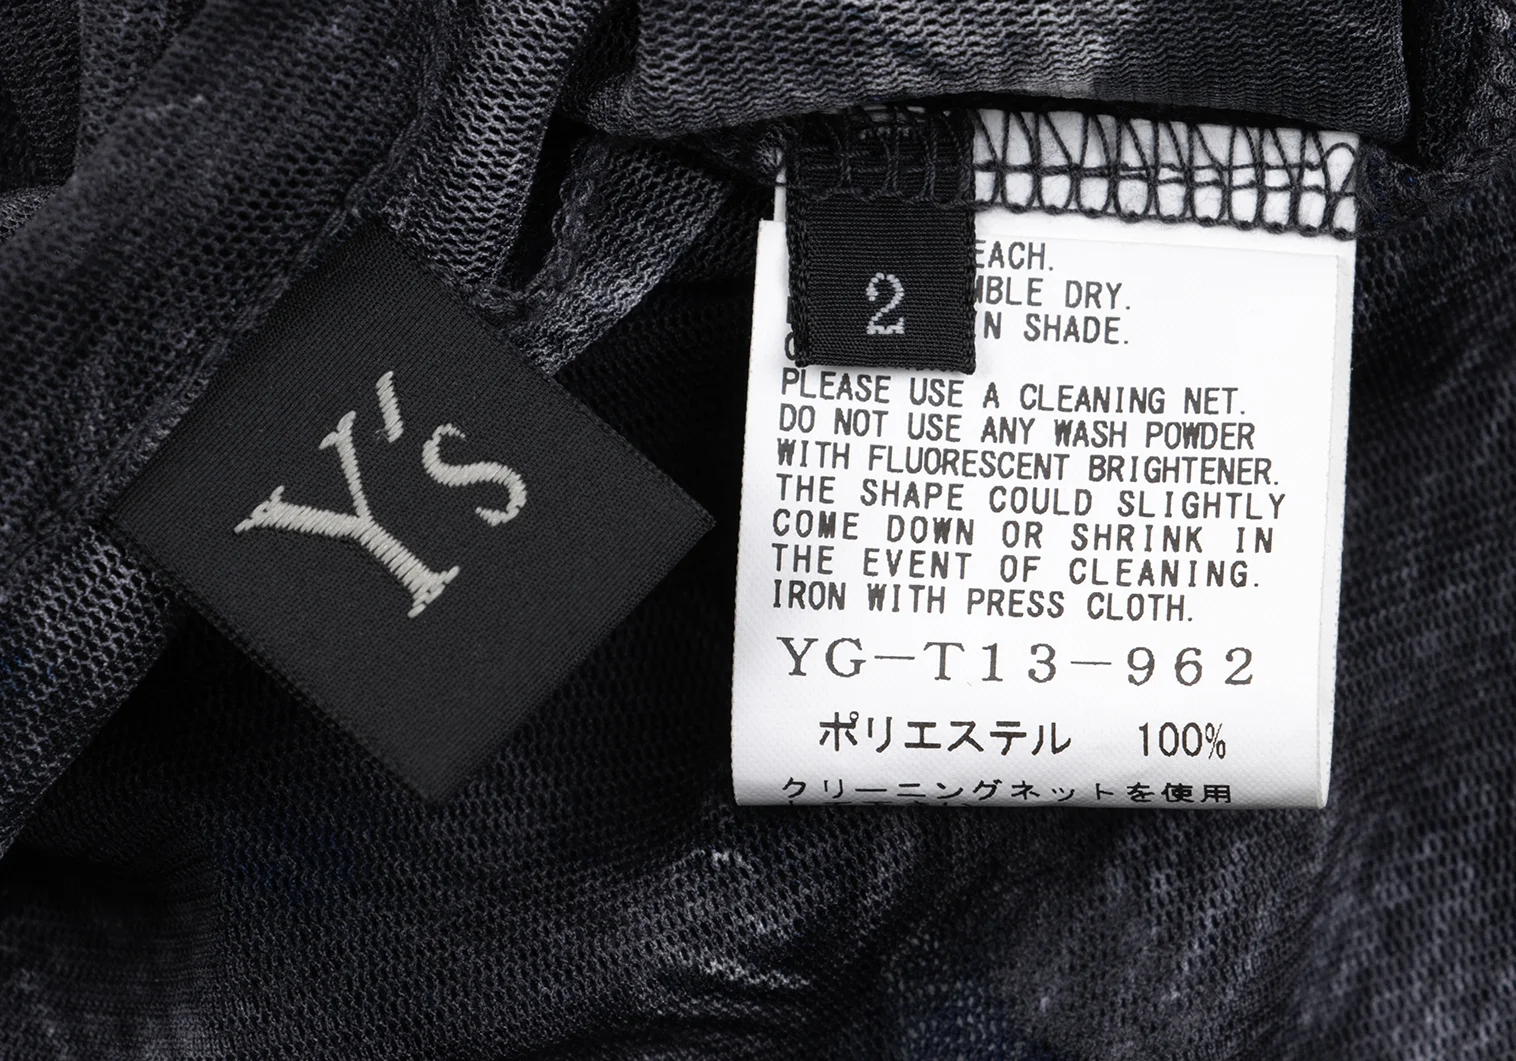 Y's
2
DRY.
SHADE.
PLEASE USE A CLEANING NET.
DO NOT USE ANY WASH POWDER
WITH FLUORESCENT BRIGHTENER.
THE SHAPE COULD SLIGHTLY
COME DOWN OR SHRINK IN
THE EVENT OF CLEANING.
IRON WITH PRESS CLOTH.
YG-T13-962
ポリエステル 100%
クリーニングネットを使用